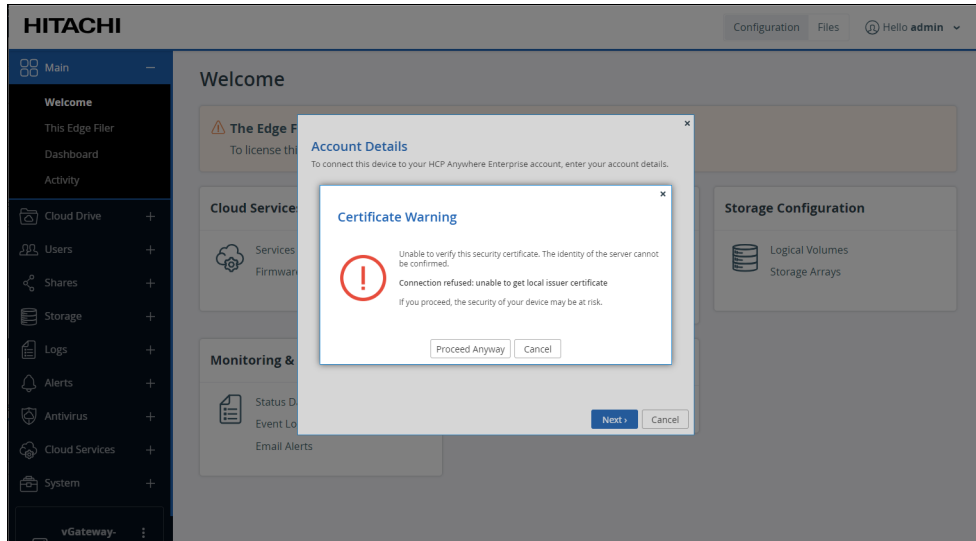 HITACHI
Configuration
Files
Hello admin
Main
Welcome
This Edge Filer
Dashboard
Activity
Cloud Drive
Users
Shares
Storage
Logs
Alerts
Antivirus
Cloud Services
System
vGateway-
Welcome
The Edge F
To license thi
Cloud Service
Services
Firmwar
Storage Configuration
Logical Volumes
Storage Arrays
Monitoring &
Status D
Event Lo
Email Alerts
Account Details
To connect this device to your HCP Anywhere Enterprise account, enter your account details.
Certificate Warning
Unable to verify this security certificate. The identity of the server cannot
be confirmed.
Connection refused: unable to get local issuer certificate
If you proceed, the security of your device may be at risk.
Proceed Anyway
Cancel
Next ›
Cancel